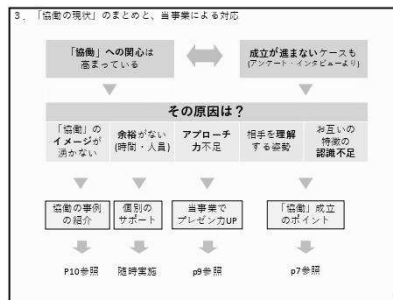 3. 「協働の現状」のまとめと、当事業による対応
「協働」への関心は
高まっている
成立が進まないケースも
(アンケート・インタビューより)
その原因は？
「協働」の
イメージが
湧かない
余裕がない
(時間・人員)
アプローチ
力不足
相手を理解
する姿勢
お互いの
特徴の
認識不足
協働の事例
の紹介
個別の
サポート
当事業で
プレゼン力UP
「協働」成立
のポイント
P10参照
随時実施
p9参照
p7参照